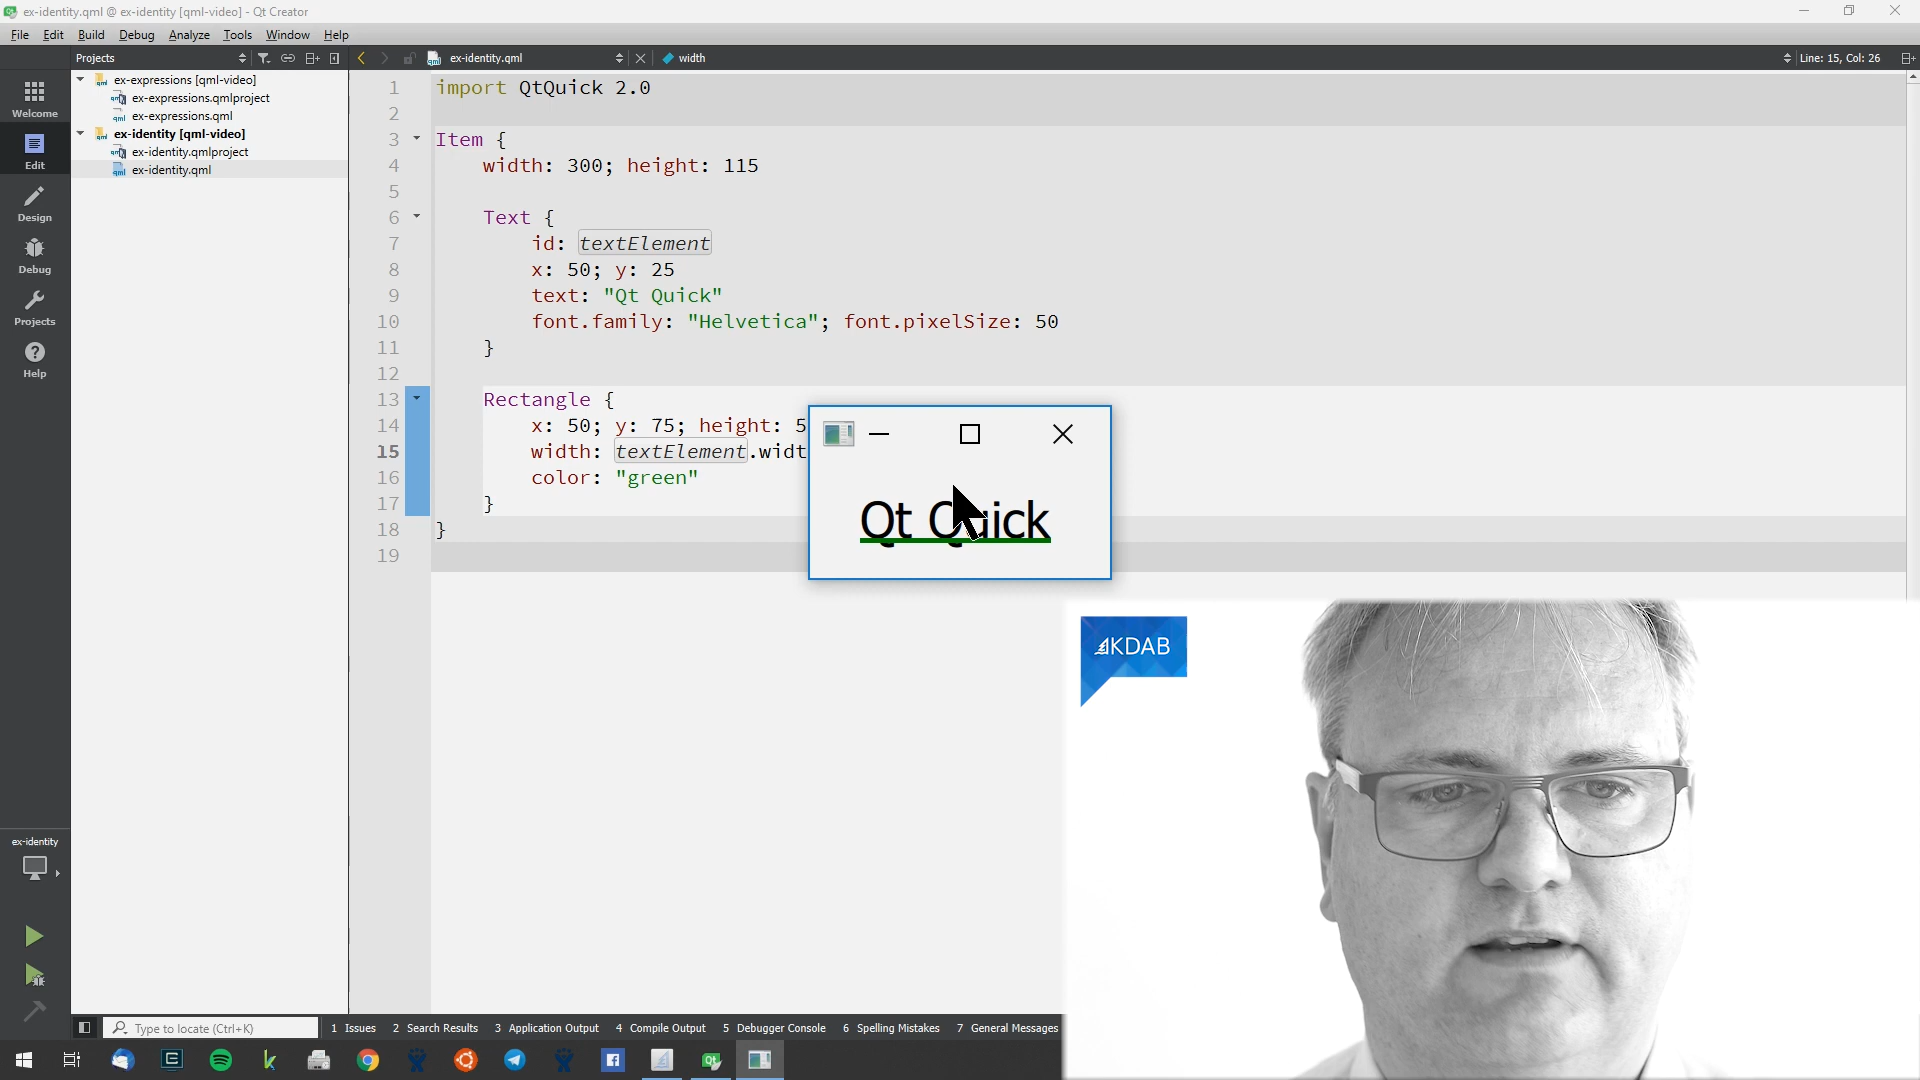 ex-identity.qml @ ex-identity [qml-video] - Qt Creator
File Edit Build Debug Analyze Tools Window Help
Projects
ex-identity.qml
width
Line: 15, Col: 26
Welcome
Edit
Design
Debug
Projects
Help
ex-expressions [qml-video]
ex-expressions.qmlproject
ex-expressions.qml
ex-identity [qml-video]
ex-identity.qmlproject
ex-identity.qml
1 import QtQuick 2.0
2
3 Item {
4 width: 300; height: 115
5
6 Text {
7 id: textElement
8 x: 50; y: 25
9 text: "Qt Quick"
10 font.family: "Helvetica"; font.pixelSize: 50
11 }
12
13 Rectangle {
14 x: 50; y: 75; height: 5
15 width: textElement.widt
16 color: "green"
17 }
18 }
19
Qt Quick
KDAB
ex-identity
Type to locate (Ctrl+K)
1 Issues 2 Search Results 3 Application Output 4 Compile Output 5 Debugger Console 6 Spelling Mistakes 7 General Messages